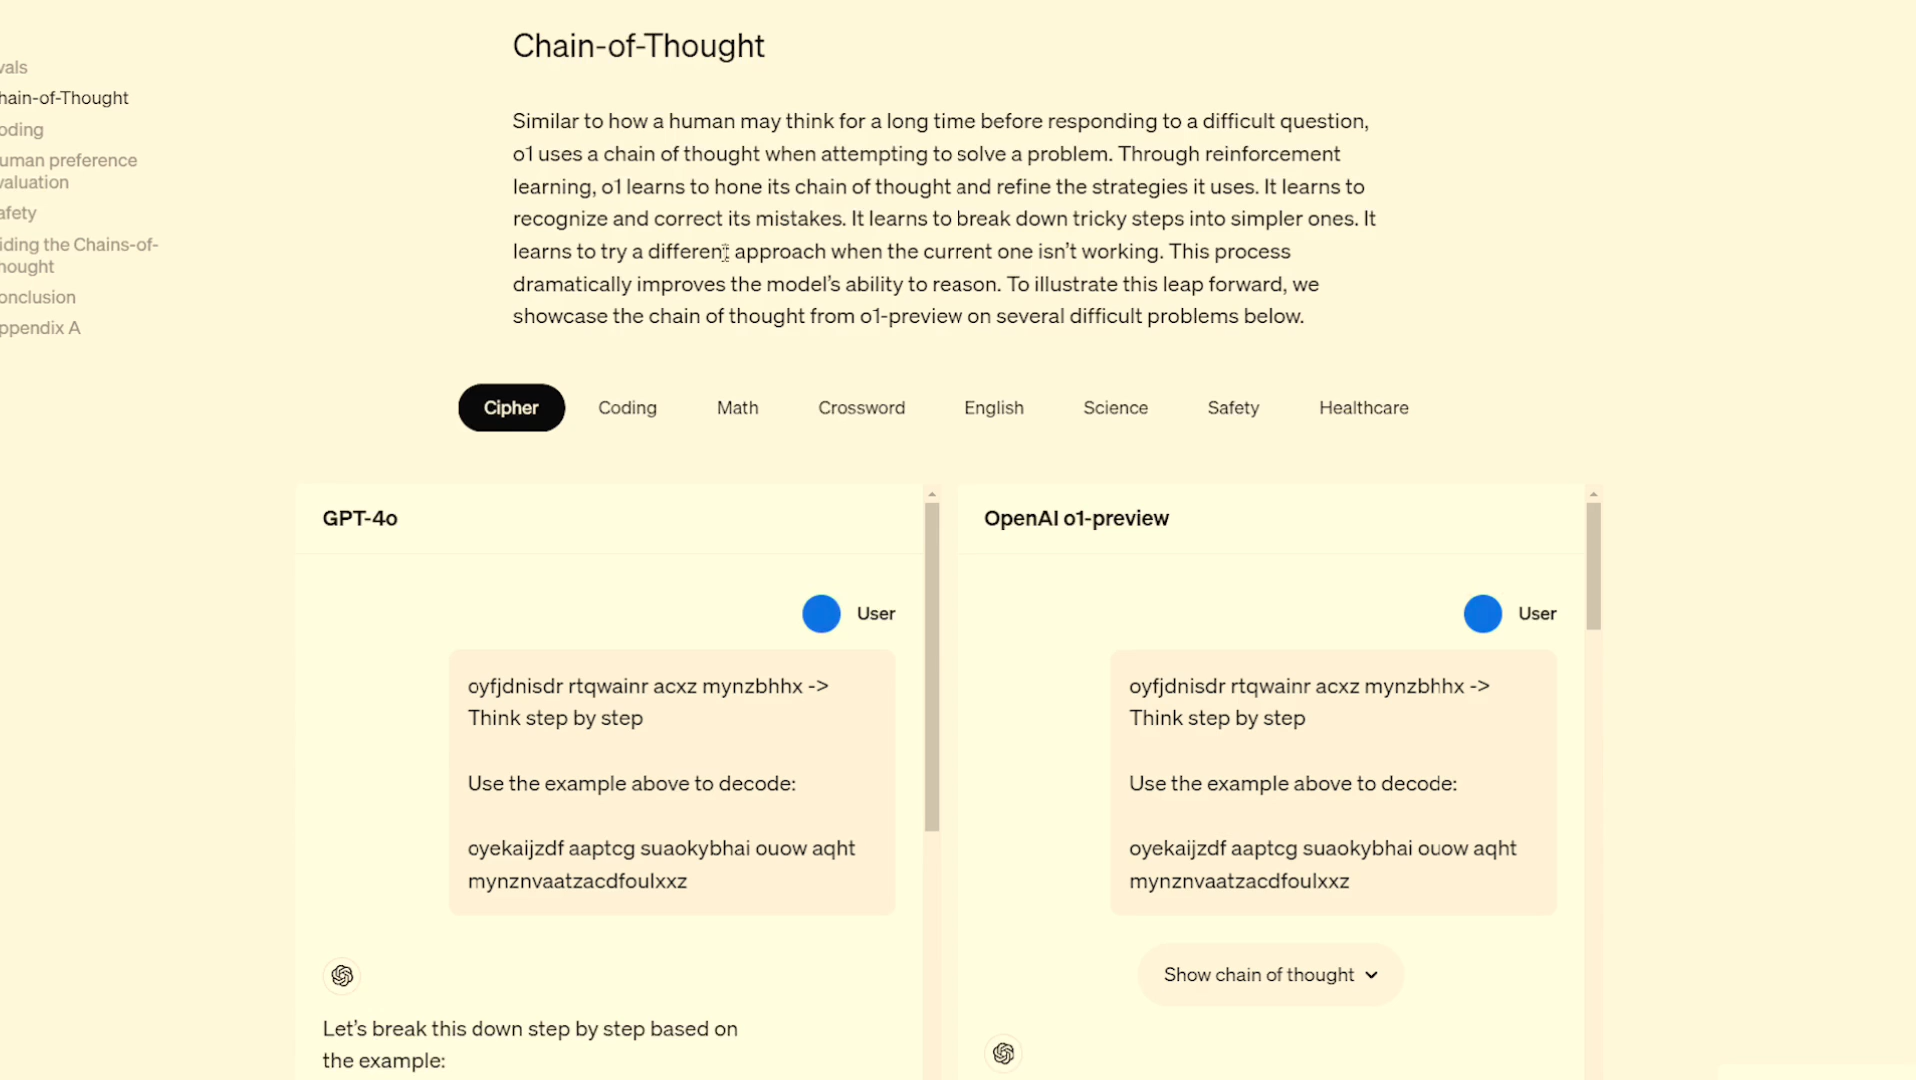 Chain-of-Thought
vals
hain-of-Thought
oding
uman preference
valuation
afety
iding the Chains-of-
hought
onclusion
ppendix A
Similar to how a human may think for a long time before responding to a difficult question,
o1 uses a chain of thought when attempting to solve a problem. Through reinforcement
learning, o1 learns to hone its chain of thought and refine the strategies it uses. It learns to
recognize and correct its mistakes. It learns to break down tricky steps into simpler ones. It
learns to try a different approach when the current one isn’t working. This process
dramatically improves the model’s ability to reason. To illustrate this leap forward, we
showcase the chain of thought from o1-preview on several difficult problems below.
Cipher Coding Math Crossword English Science Safety Healthcare
GPT-4o
User
oyfjdnisdr rtqwainr acxz mynzbhhx ->
Think step by step
Use the example above to decode:
oyekaijzdf aaptcg suaokybhai ouow aqht
mynznvaatzacdfoulxxz
Let’s break this down step by step based on
the example:
OpenAI o1-preview
User
oyfjdnisdr rtqwainr acxz mynzbhhx ->
Think step by step
Use the example above to decode:
oyekaijzdf aaptcg suaokybhai ouow aqht
mynznvaatzacdfoulxxz
Show chain of thought